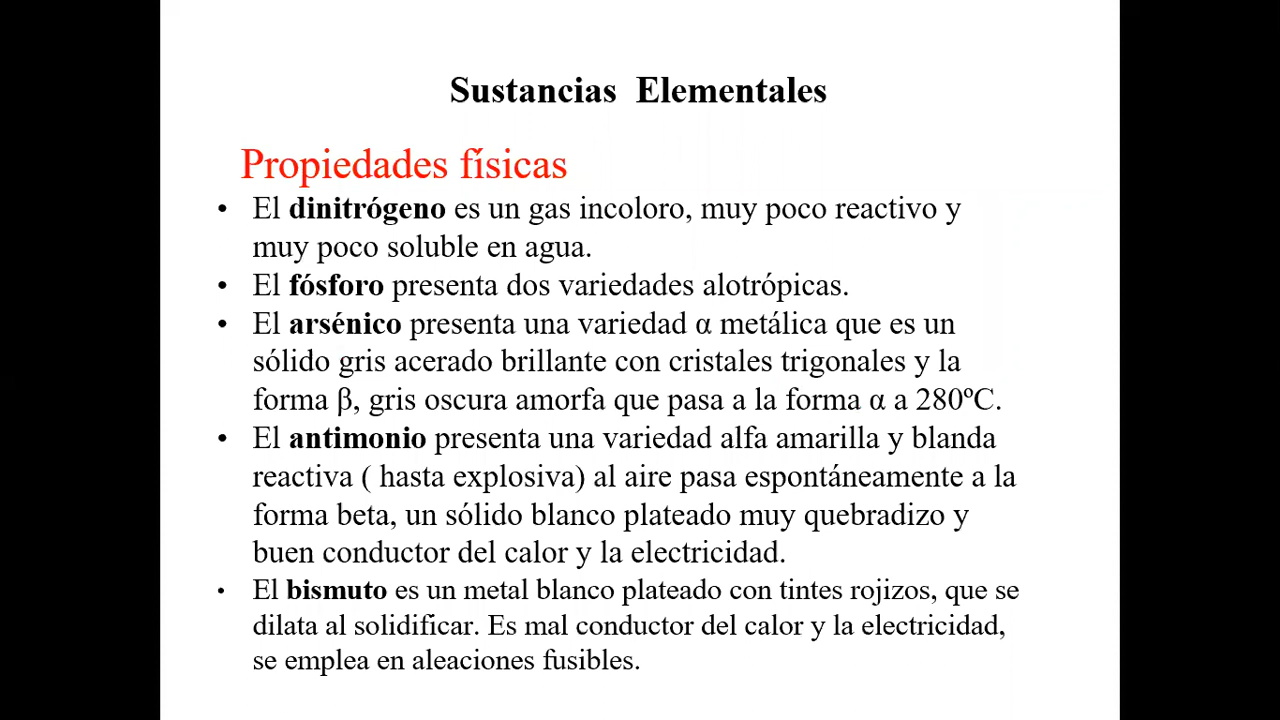 Sustancias Elementales
Propiedades físicas
• El dinitrógeno es un gas incoloro, muy poco reactivo y
muy poco soluble en agua.
• El fósforo presenta dos variedades alotrópicas.
• El arsénico presenta una variedad α metálica que es un
sólido gris acerado brillante con cristales trigonales y la
forma β, gris oscura amorfa que pasa a la forma α a 280ºC.
• El antimonio presenta una variedad alfa amarilla y blanda
reactiva ( hasta explosiva) al aire pasa espontáneamente a la
forma beta, un sólido blanco plateado muy quebradizo y
buen conductor del calor y la electricidad.
• El bismuto es un metal blanco plateado con tintes rojizos, que se
dilata al solidificar. Es mal conductor del calor y la electricidad,
se emplea en aleaciones fusibles.